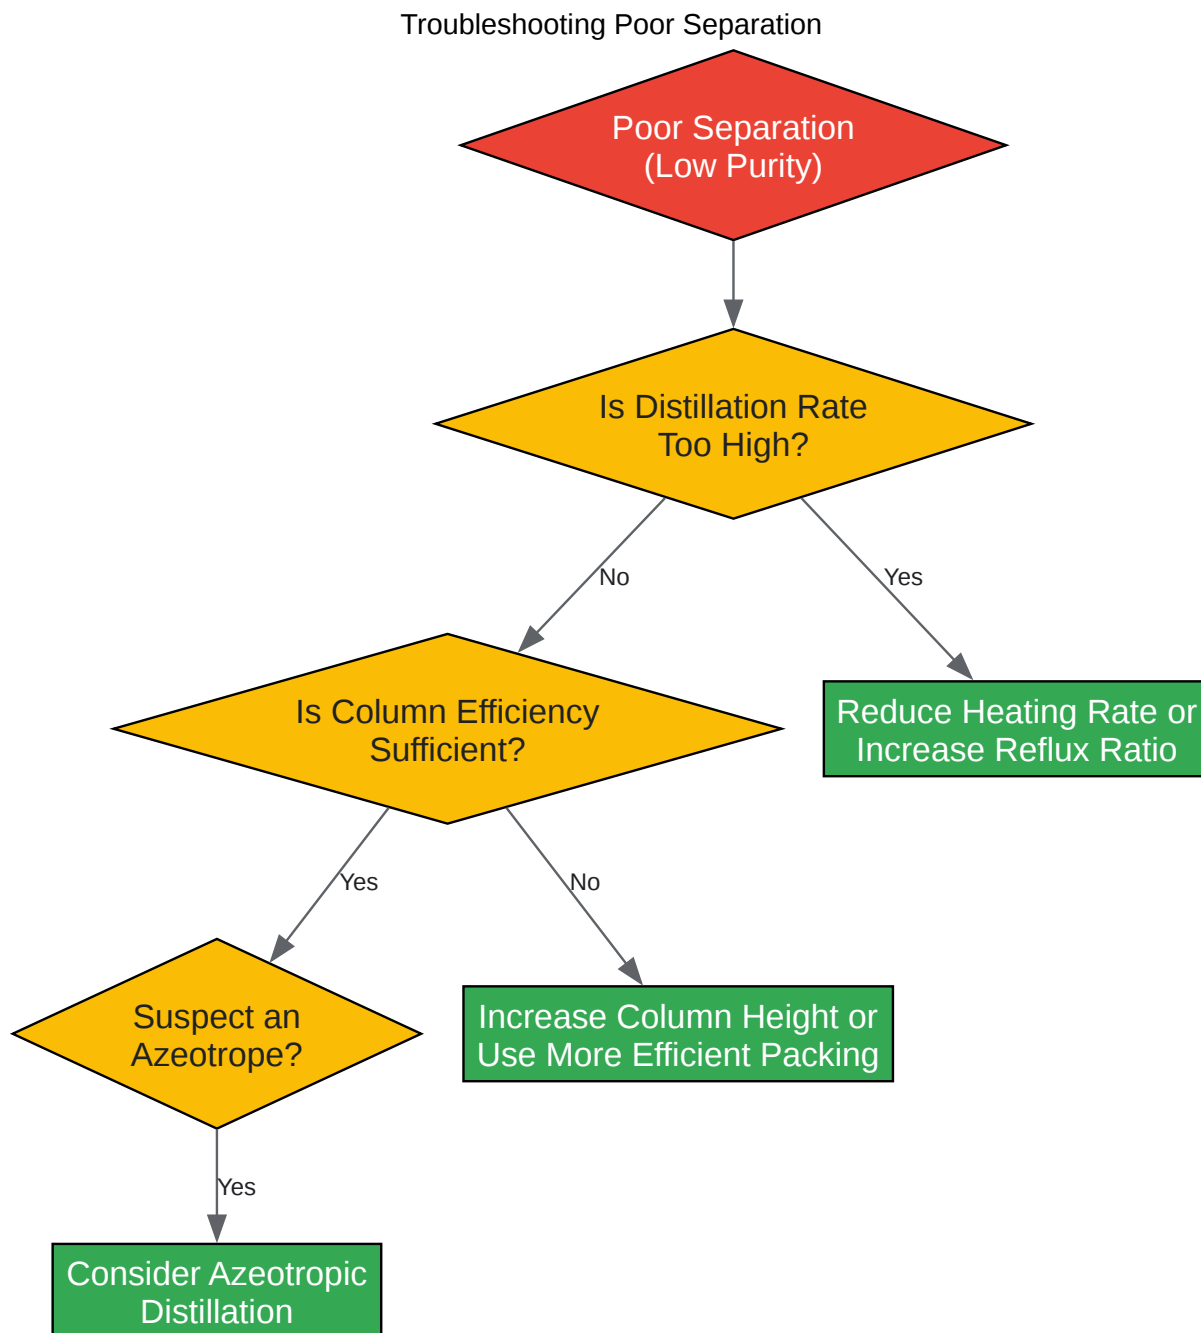 Troubleshooting Poor Separation
Poor Separation
(Low Purity)
Is Distillation Rate
Too High?
No
Yes
Is Column Efficiency
Sufficient?
Reduce Heating Rate or
Increase Reflux Ratio
Yes
No
Suspect an
Azeotrope?
Increase Column Height or
Use More Efficient Packing
Yes
Consider Azeotropic
Distillation